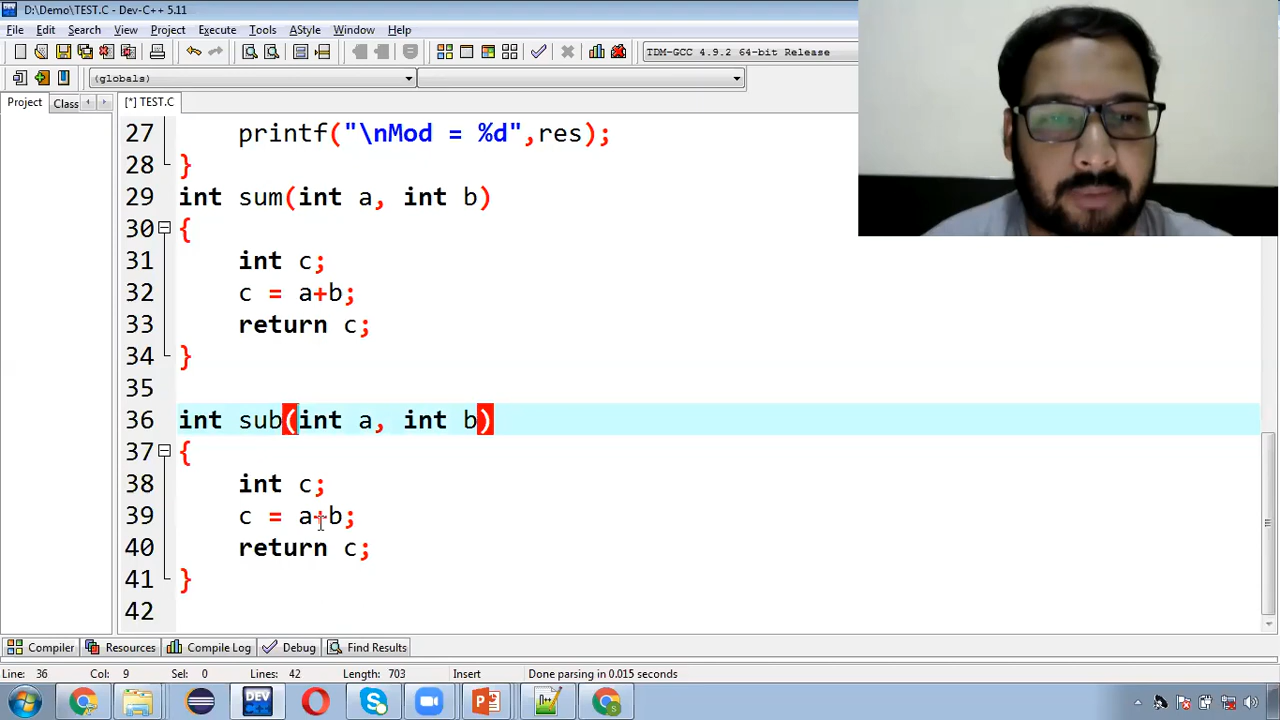 D:\Demo\TEST.C - Dev-C++ 5.11
File Edit Search View Project Execute Tools AStyle Window Help
TDM-GCC 4.9.2 64-bit Release
(globals)
Project Class [*] TEST.C
27 printf("\nMod = %d",res);
28 }
29 int sum(int a, int b)
30 {
31 int c;
32 c = a+b;
33 return c;
34 }
35
36 int sub(int a, int b)
37 {
38 int c;
39 c = a+b;
40 return c;
41 }
42
Compiler Resources Compile Log Debug Find Results
Line: 36 Col: 9 Sel: 0 Lines: 42 Length: 703 Insert Done parsing in 0.015 seconds
DEV